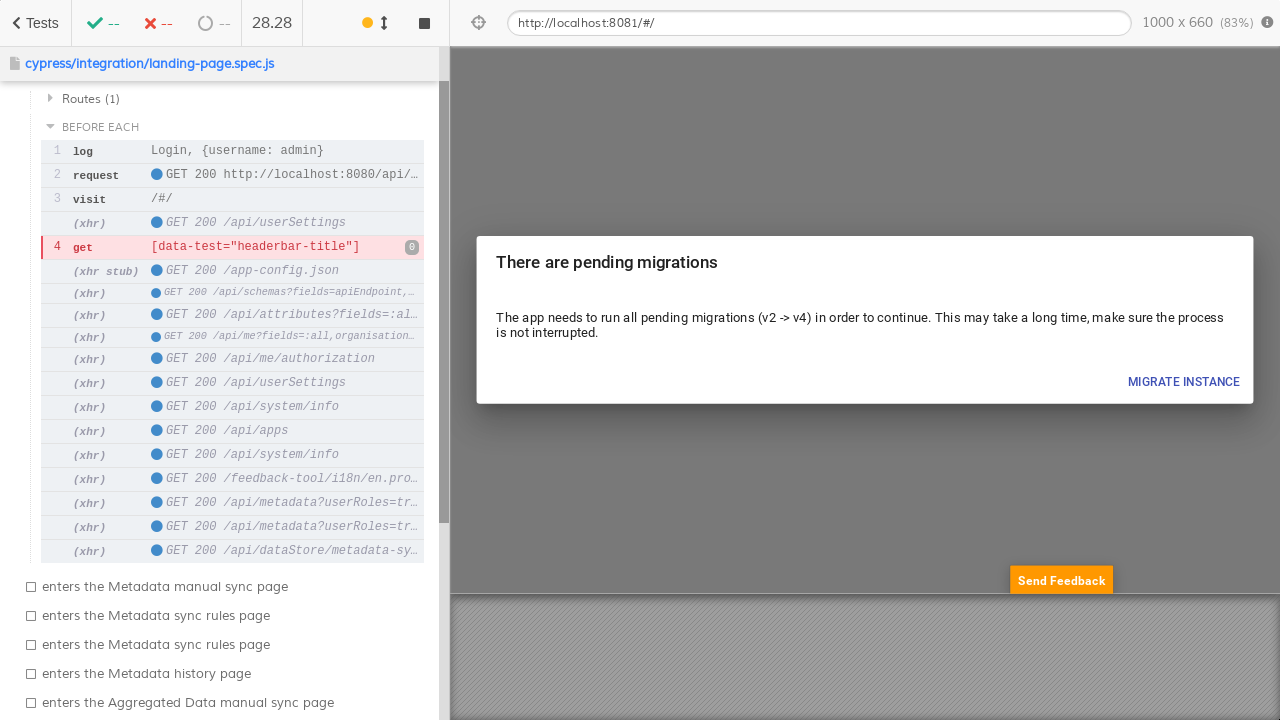 Tests
--
--
--
28.28
http://localhost:8081/#/
1000 x 660 (83%)
cypress/integration/landing-page.spec.js
Routes (1)
BEFORE EACH
1 log Login, {username: admin}
2 request GET 200 http://localhost:8080/api/…
3 visit /#/
(xhr) GET 200 /api/userSettings
4 get [data-test="headerbar-title"] 0
(xhr stub) GET 200 /app-config.json
(xhr) GET 200 /api/schemas?fields=apiEndpoint,…
(xhr) GET 200 /api/attributes?fields=:al…
(xhr) GET 200 /api/me?fields=:all,organisation…
(xhr) GET 200 /api/me/authorization
(xhr) GET 200 /api/userSettings
(xhr) GET 200 /api/system/info
(xhr) GET 200 /api/apps
(xhr) GET 200 /api/system/info
(xhr) GET 200 /feedback-tool/i18n/en.pro…
(xhr) GET 200 /api/metadata?userRoles=tr…
(xhr) GET 200 /api/metadata?userRoles=tr…
(xhr) GET 200 /api/dataStore/metadata-sy…
enters the Metadata manual sync page
enters the Metadata sync rules page
enters the Metadata sync rules page
enters the Metadata history page
enters the Aggregated Data manual sync page
There are pending migrations
The app needs to run all pending migrations (v2 -> v4) in order to continue. This may take a long time, make sure the process
is not interrupted.
MIGRATE INSTANCE
Send Feedback